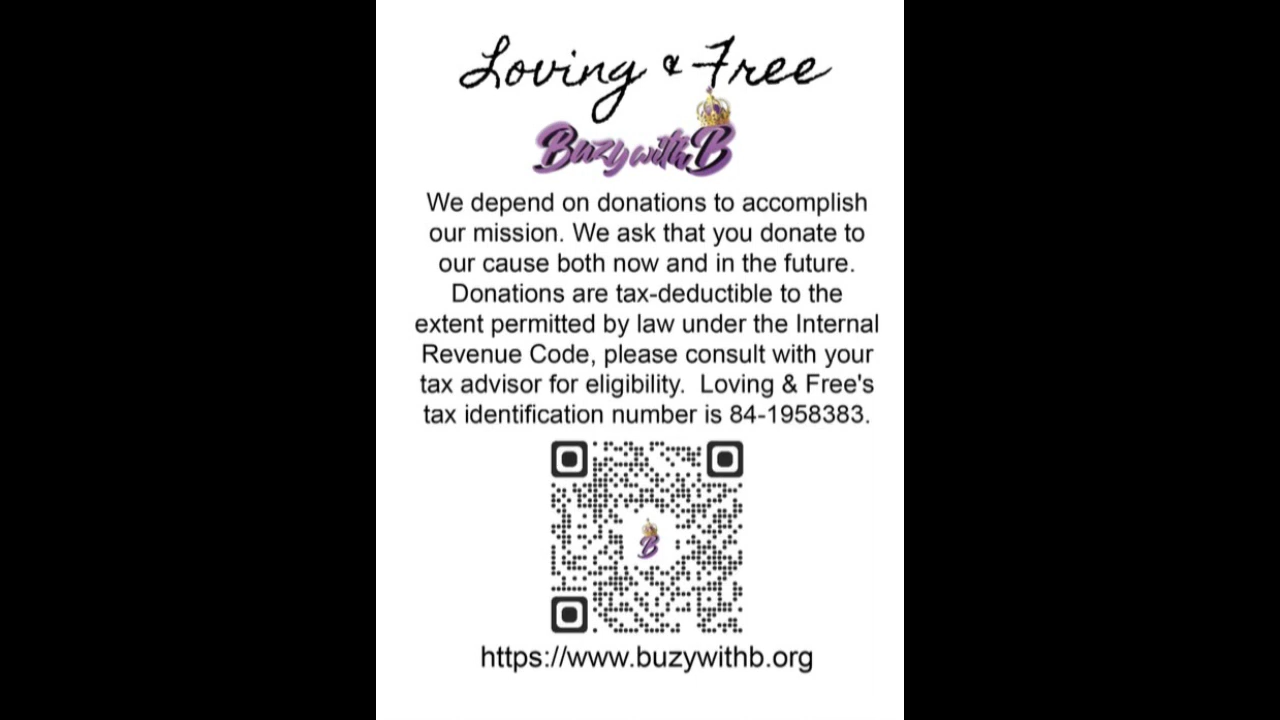 Loving & Free
BuzywithB
We depend on donations to accomplish
our mission. We ask that you donate to
our cause both now and in the future.
Donations are tax-deductible to the
extent permitted by law under the Internal
Revenue Code, please consult with your
tax advisor for eligibility.  Loving & Free's
tax identification number is 84-1958383.
B
https://www.buzywithb.org